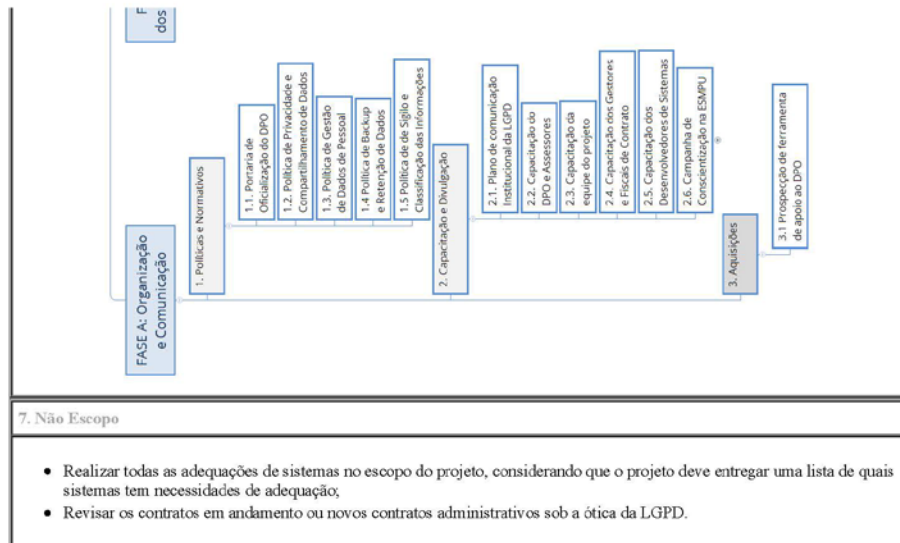 F
dos
FASE A: Organização
e Comunicação
1. Políticas e Normativos
1.1. Portaria de
Oficialização do DPO
1.2. Política de Privacidade e
Compartilhamento de Dados
1.3. Política de Gestão
de Dados de Pessoal
1.4 Política de Backup
e Retenção de Dados
1.5 Política de de Sigilo e
Classificação das Informações
2. Capacitação e Divulgação
2.1. Plano de comunicação
Institucional da LGPD
2.2. Capacitação do
DPO e Assessores
2.3. Capacitação da
equipe do projeto
2.4. Capacitação dos Gestores
e Fiscais de Contrato
2.5. Capacitação dos
Desenvolvedores de Sistemas
2.6. Campanha de
Conscientização na ESMPU
3. Aquisições
3.1 Prospecção de ferramenta
de apoio ao DPO
7. Não Escopo
• Realizar todas as adequações de sistemas no escopo do projeto, considerando que o projeto deve entregar uma lista de quais
sistemas tem necessidades de adequação;
• Revisar os contratos em andamento ou novos contratos administrativos sob a ótica da LGPD.